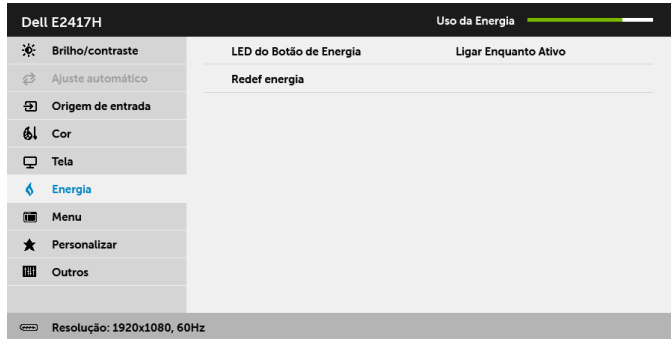 Dell E2417H Uso da Energia
Brilho/contraste LED do Botão de Energia Ligar Enquanto Ativo
Ajuste automático Redef energia
Origem de entrada
Cor
Tela
Energia
Menu
Personalizar
Outros
Resolução: 1920x1080, 60Hz